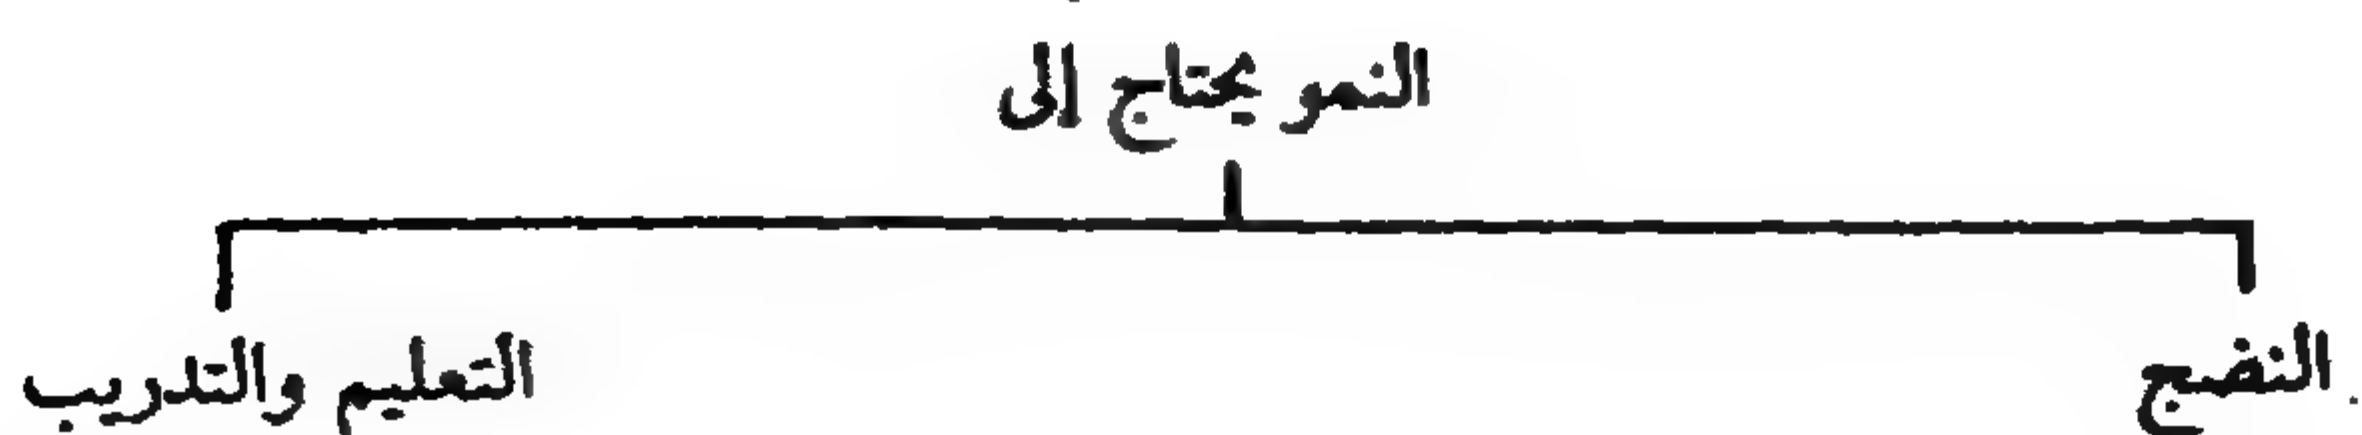 النمو يحتاج إلى
النضج
التعليم والتدريب